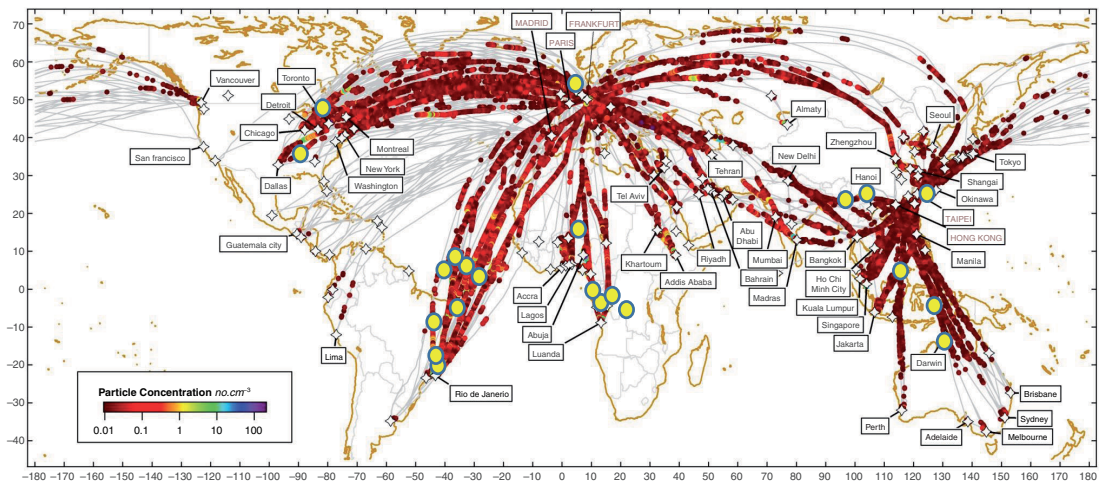 70
60
50
40
30
20
10
0
−10
−20
−30
−40
MADRID
FRANKFURT
PARIS
Vancouver
Toronto
Detroit
Chicago
San francisco
Montreal
New York
Dallas
Washington
Guatemala city
Lima
Rio de Janerio
Tel Aviv
Khartoum
Addis Ababa
Accra
Lagos
Abuja
Luanda
Almaty
Tehran
New Delhi
Abu
Dhabi
Riyadh
Bahrain
Mumbai
Madras
Seoul
Zhengzhou
Hanoi
Tokyo
Shangai
Okinawa
TAIPEI
HONG KONG
Manila
Bangkok
Ho Chi
Minh City
Kuala Lumpur
Singapore
Jakarta
Darwin
Perth
Adelaide
Brisbane
Sydney
Melbourne
Particle Concentration no.cm⁻³
0.01 0.1 1 10 100
−180 −170 −160 −150 −140 −130 −120 −110 −100 −90 −80 −70 −60 −50 −40 −30 −20 −10 0 10 20 30 40 50 60 70 80 90 100 110 120 130 140 150 160 170 180